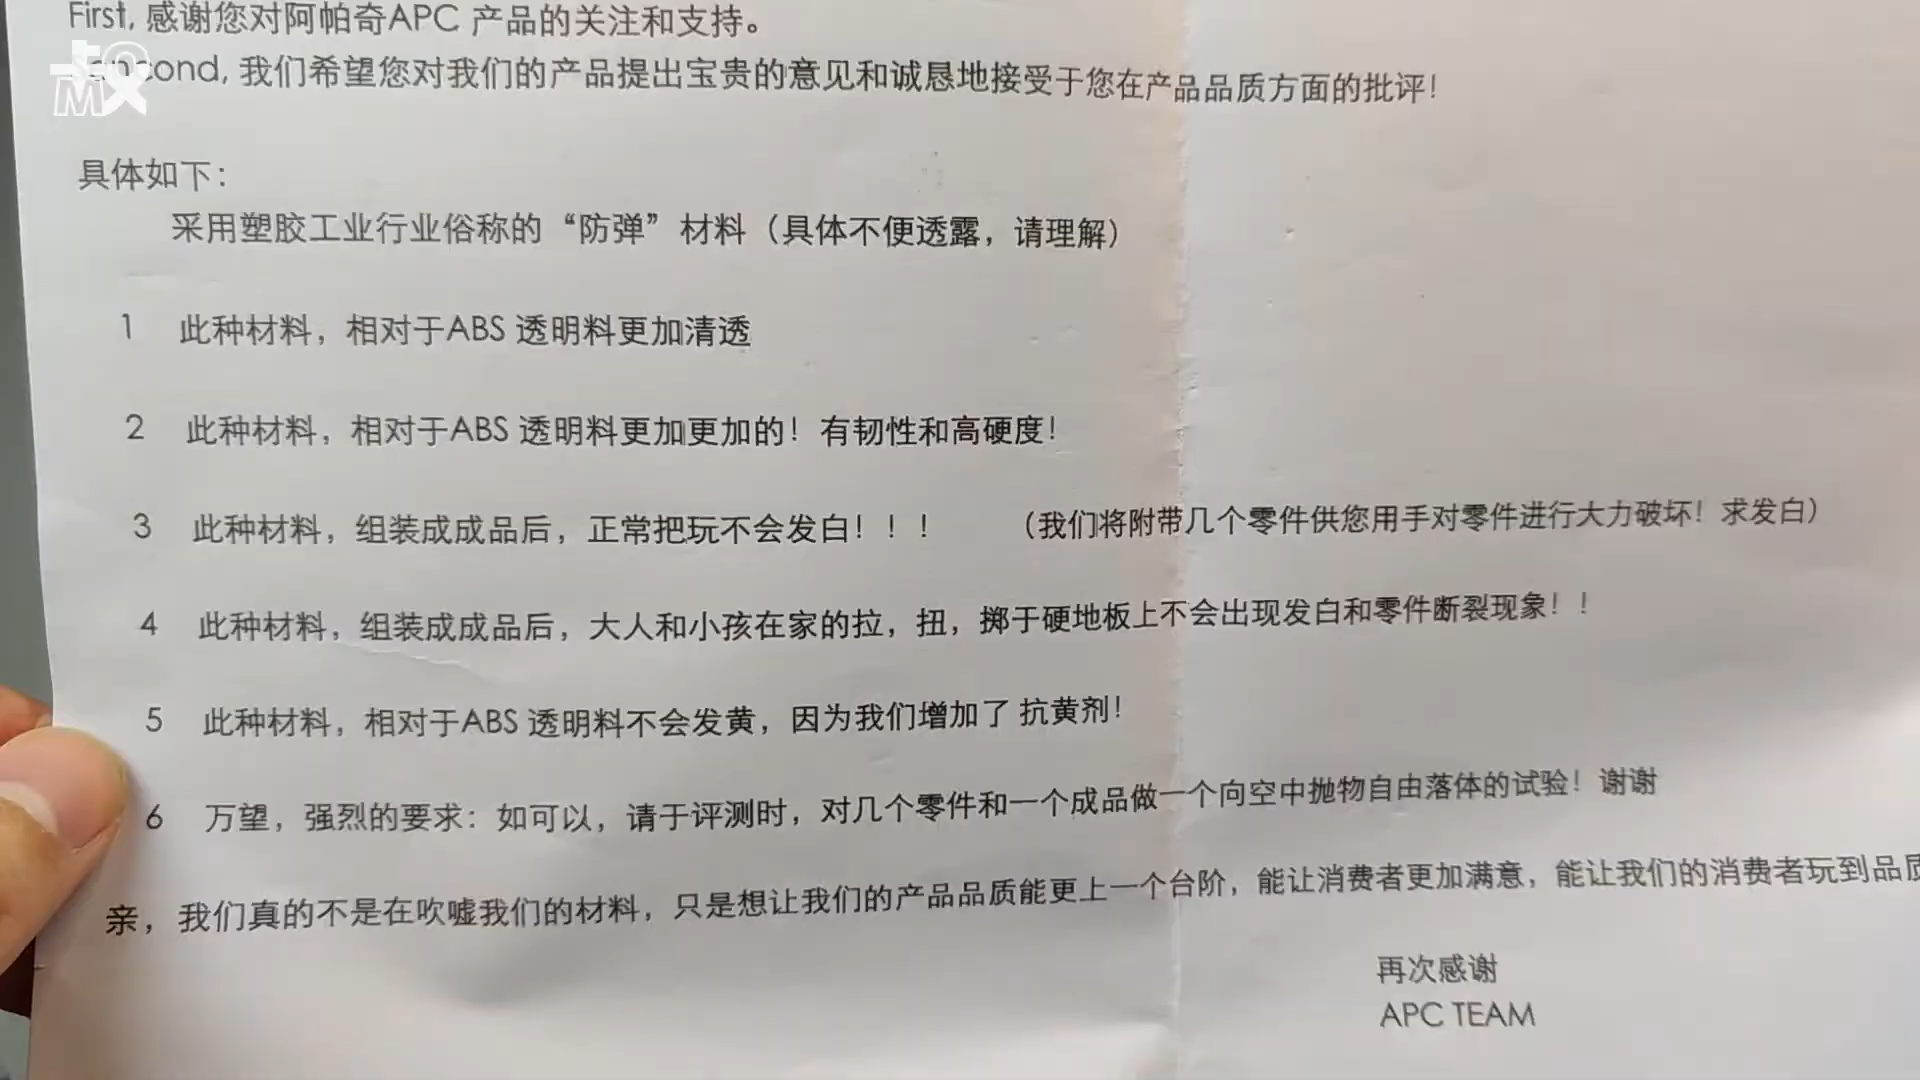 First, 感谢您对阿帕奇APC 产品的关注和支持。
我们希望您对我们的产品提出宝贵的意见和诚恳地接受于您在产品品质方面的批评！
具体如下：
采用塑胶工业行业俗称的“防弹”材料（具体不便透露，请理解）
1 此种材料，相对于ABS 透明料更加清透
2 此种材料，相对于ABS 透明料更加更加的！有韧性和高硬度！
3 此种材料，组装成成品后，正常把玩不会发白！！！ （我们将附带几个零件供您用手对零件进行大力破坏！求发白）
4 此种材料，组装成成品后，大人和小孩在家的拉，扭，掷于硬地板上不会出现发白和零件断裂现象！！
5 此种材料，相对于ABS 透明料不会发黄，因为我们增加了 抗黄剂！
6 万望，强烈的要求：如可以，请于评测时，对几个零件和一个成品做一个向空中抛物自由落体的试验！谢谢
亲，我们真的不是在吹嘘我们的材料，只是想让我们的产品品质能更上一个台阶，能让消费者更加满意，能让我们的消费者玩到品质
再次感谢
APC TEAM